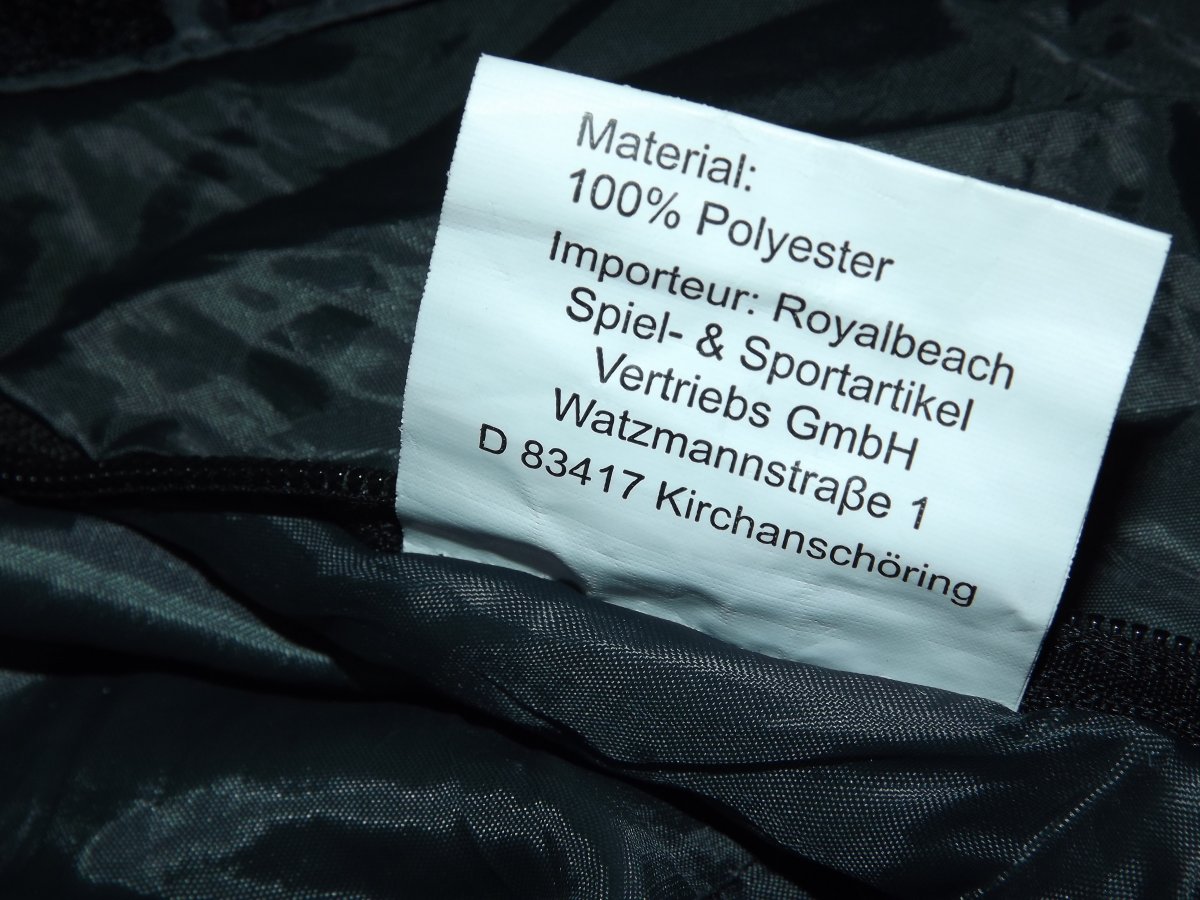 Material:
100% Polyester
Importeur: Royalbeach
Spiel- & Sportartikel
Vertriebs GmbH
Watzmannstraße 1
D 83417 Kirchanschöring